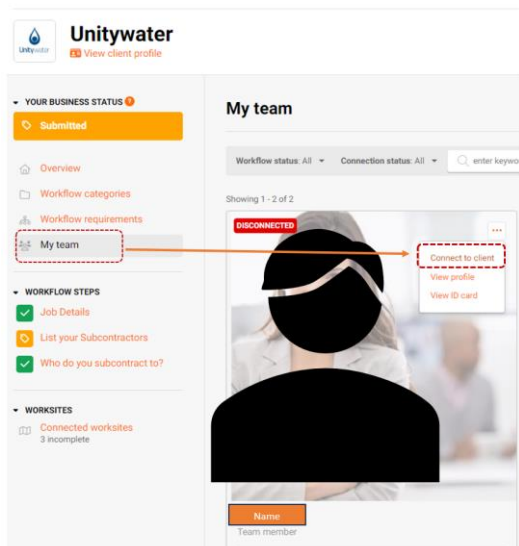 Unitywater
Unitywater
View client profile
YOUR BUSINESS STATUS ?
Submitted
Overview
Workflow categories
Workflow requirements
My team
WORKFLOW STEPS
Job Details
List your Subcontractors
Who do you subcontract to?
WORKSITES
Connected worksites
3 incomplete
My team
Workflow status: All Connection status: All enter keywo
Showing 1 - 2 of 2
DISCONNECTED
...
Connect to client
View profile
View ID card
Name
Team member